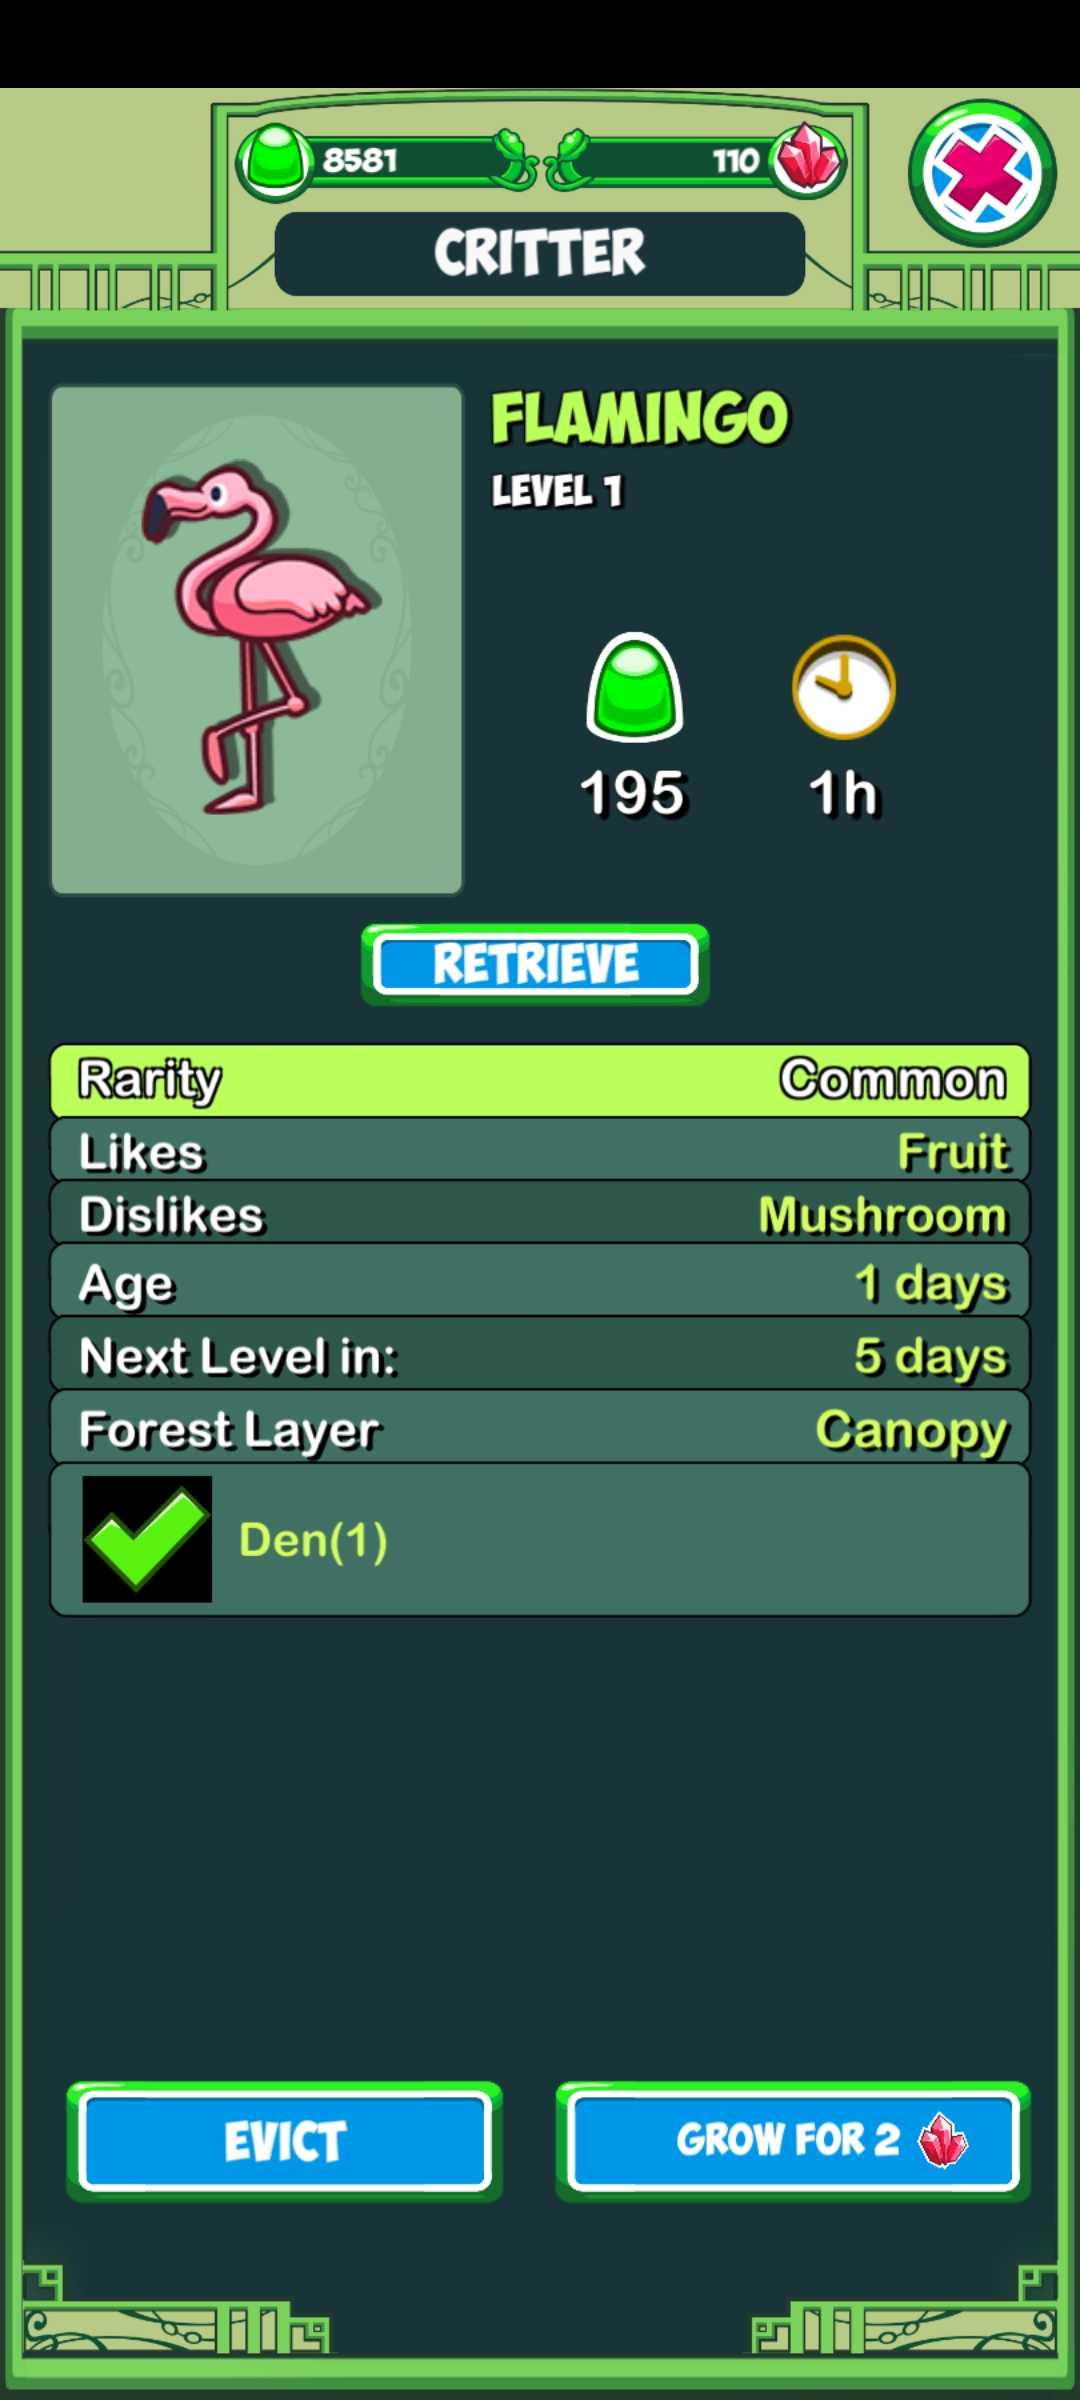 8581 110
CRITTER
FLAMINGO
LEVEL 1
195 1h
RETRIEVE
Rarity Common
Likes Fruit
Dislikes Mushroom
Age 1 days
Next Level in: 5 days
Forest Layer Canopy
Den(1)
EVICT GROW FOR 2